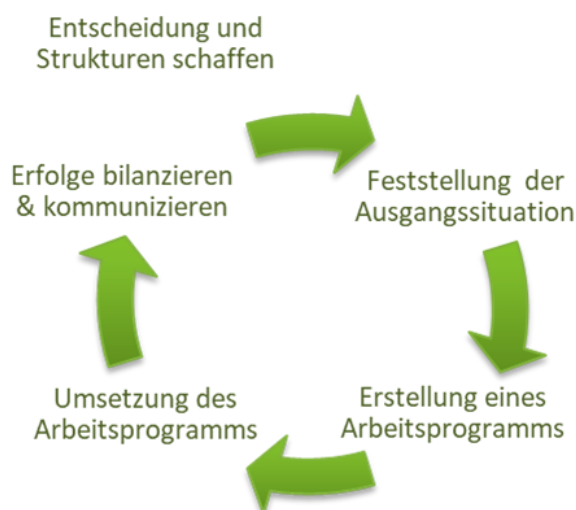 Entscheidung und
Strukturen schaffen
Erfolge bilanzieren
& kommunizieren
Feststellung der
Ausgangssituation
Umsetzung des
Arbeitsprogramms
Erstellung eines
Arbeitsprogramms